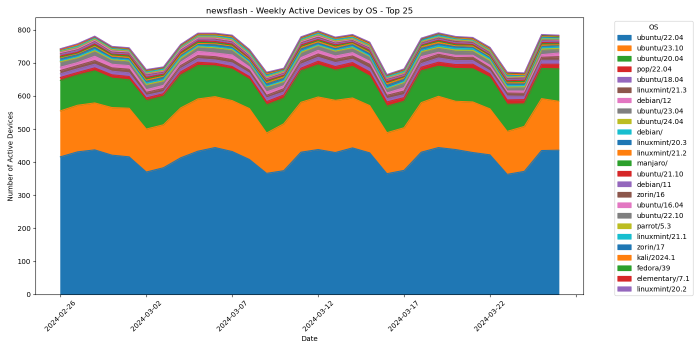 newsflash - Weekly Active Devices by OS - Top 25
Number of Active Devices
800
700
600
500
400
300
200
100
0
2024-02-26
2024-03-02
2024-03-07
2024-03-12
2024-03-17
2024-03-22
Date
OS
ubuntu/22.04
ubuntu/23.10
ubuntu/20.04
pop/22.04
ubuntu/18.04
linuxmint/21.3
debian/12
ubuntu/23.04
ubuntu/24.04
debian/
linuxmint/20.3
linuxmint/21.2
manjaro/
ubuntu/21.10
debian/11
zorin/16
ubuntu/16.04
ubuntu/22.10
parrot/5.3
linuxmint/21.1
zorin/17
kali/2024.1
fedora/39
elementary/7.1
linuxmint/20.2